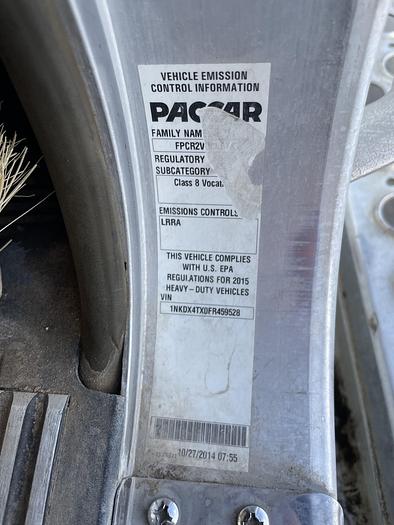 VEHICLE EMISSION
CONTROL INFORMATION
PACCAR
FAMILY NAM
FPCR2V
REGULATORY
SUBCATEGORY
Class 8 Vocat
EMISSIONS CONTROLS
LRRA
THIS VEHICLE COMPLIES
WITH U.S. EPA
REGULATIONS FOR 2015
HEAVY-DUTY VEHICLES
VIN
1NKDX4TX0FR459528
10/27/2014 07:55